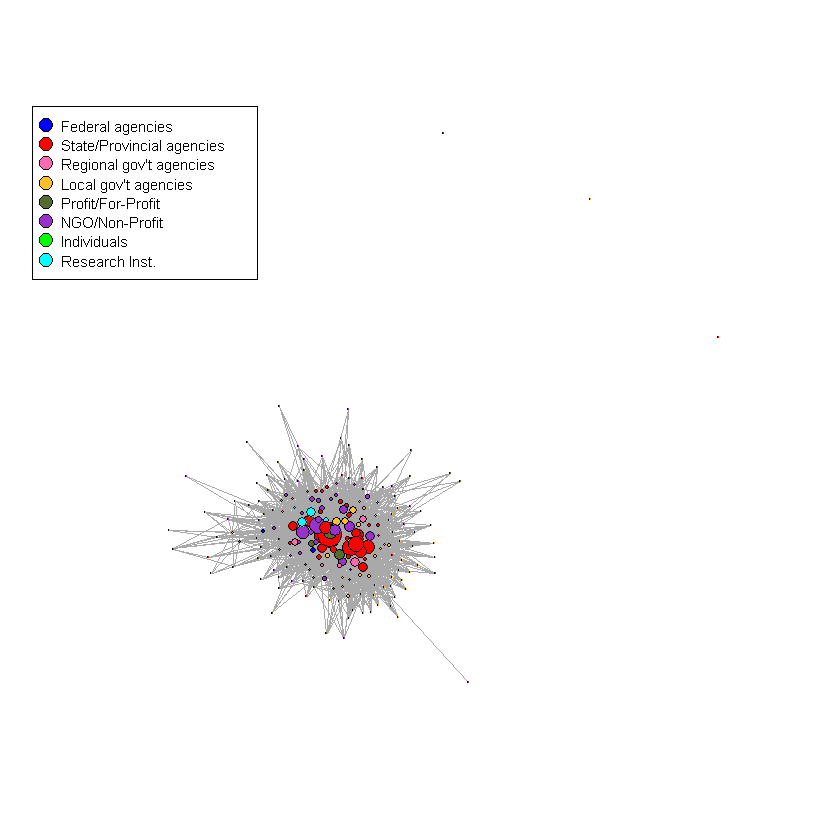 Federal agencies
State/Provincial agencies
Regional gov't agencies
Local gov't agencies
Profit/For-Profit
NGO/Non-Profit
Individuals
Research Inst.